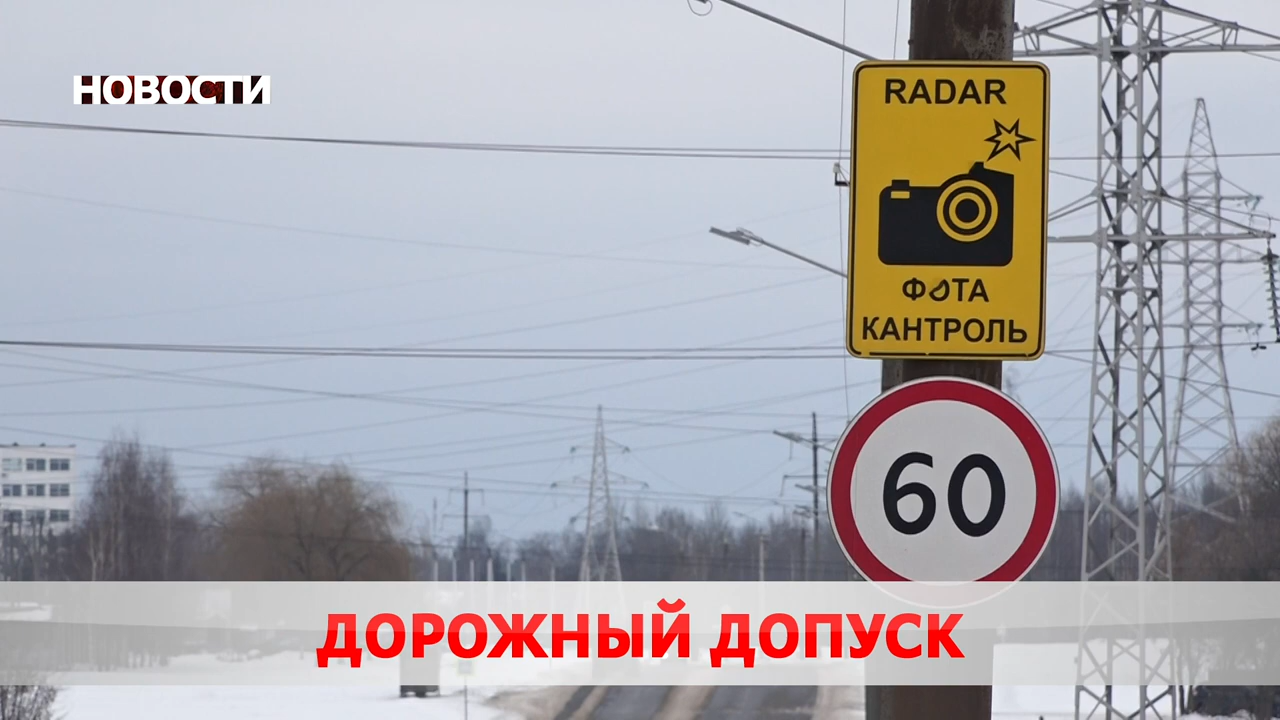 НОВОСТИ
RADAR
ФОТА
КАНТРОЛЬ
60
ДОРОЖНЫЙ ДОПУСК